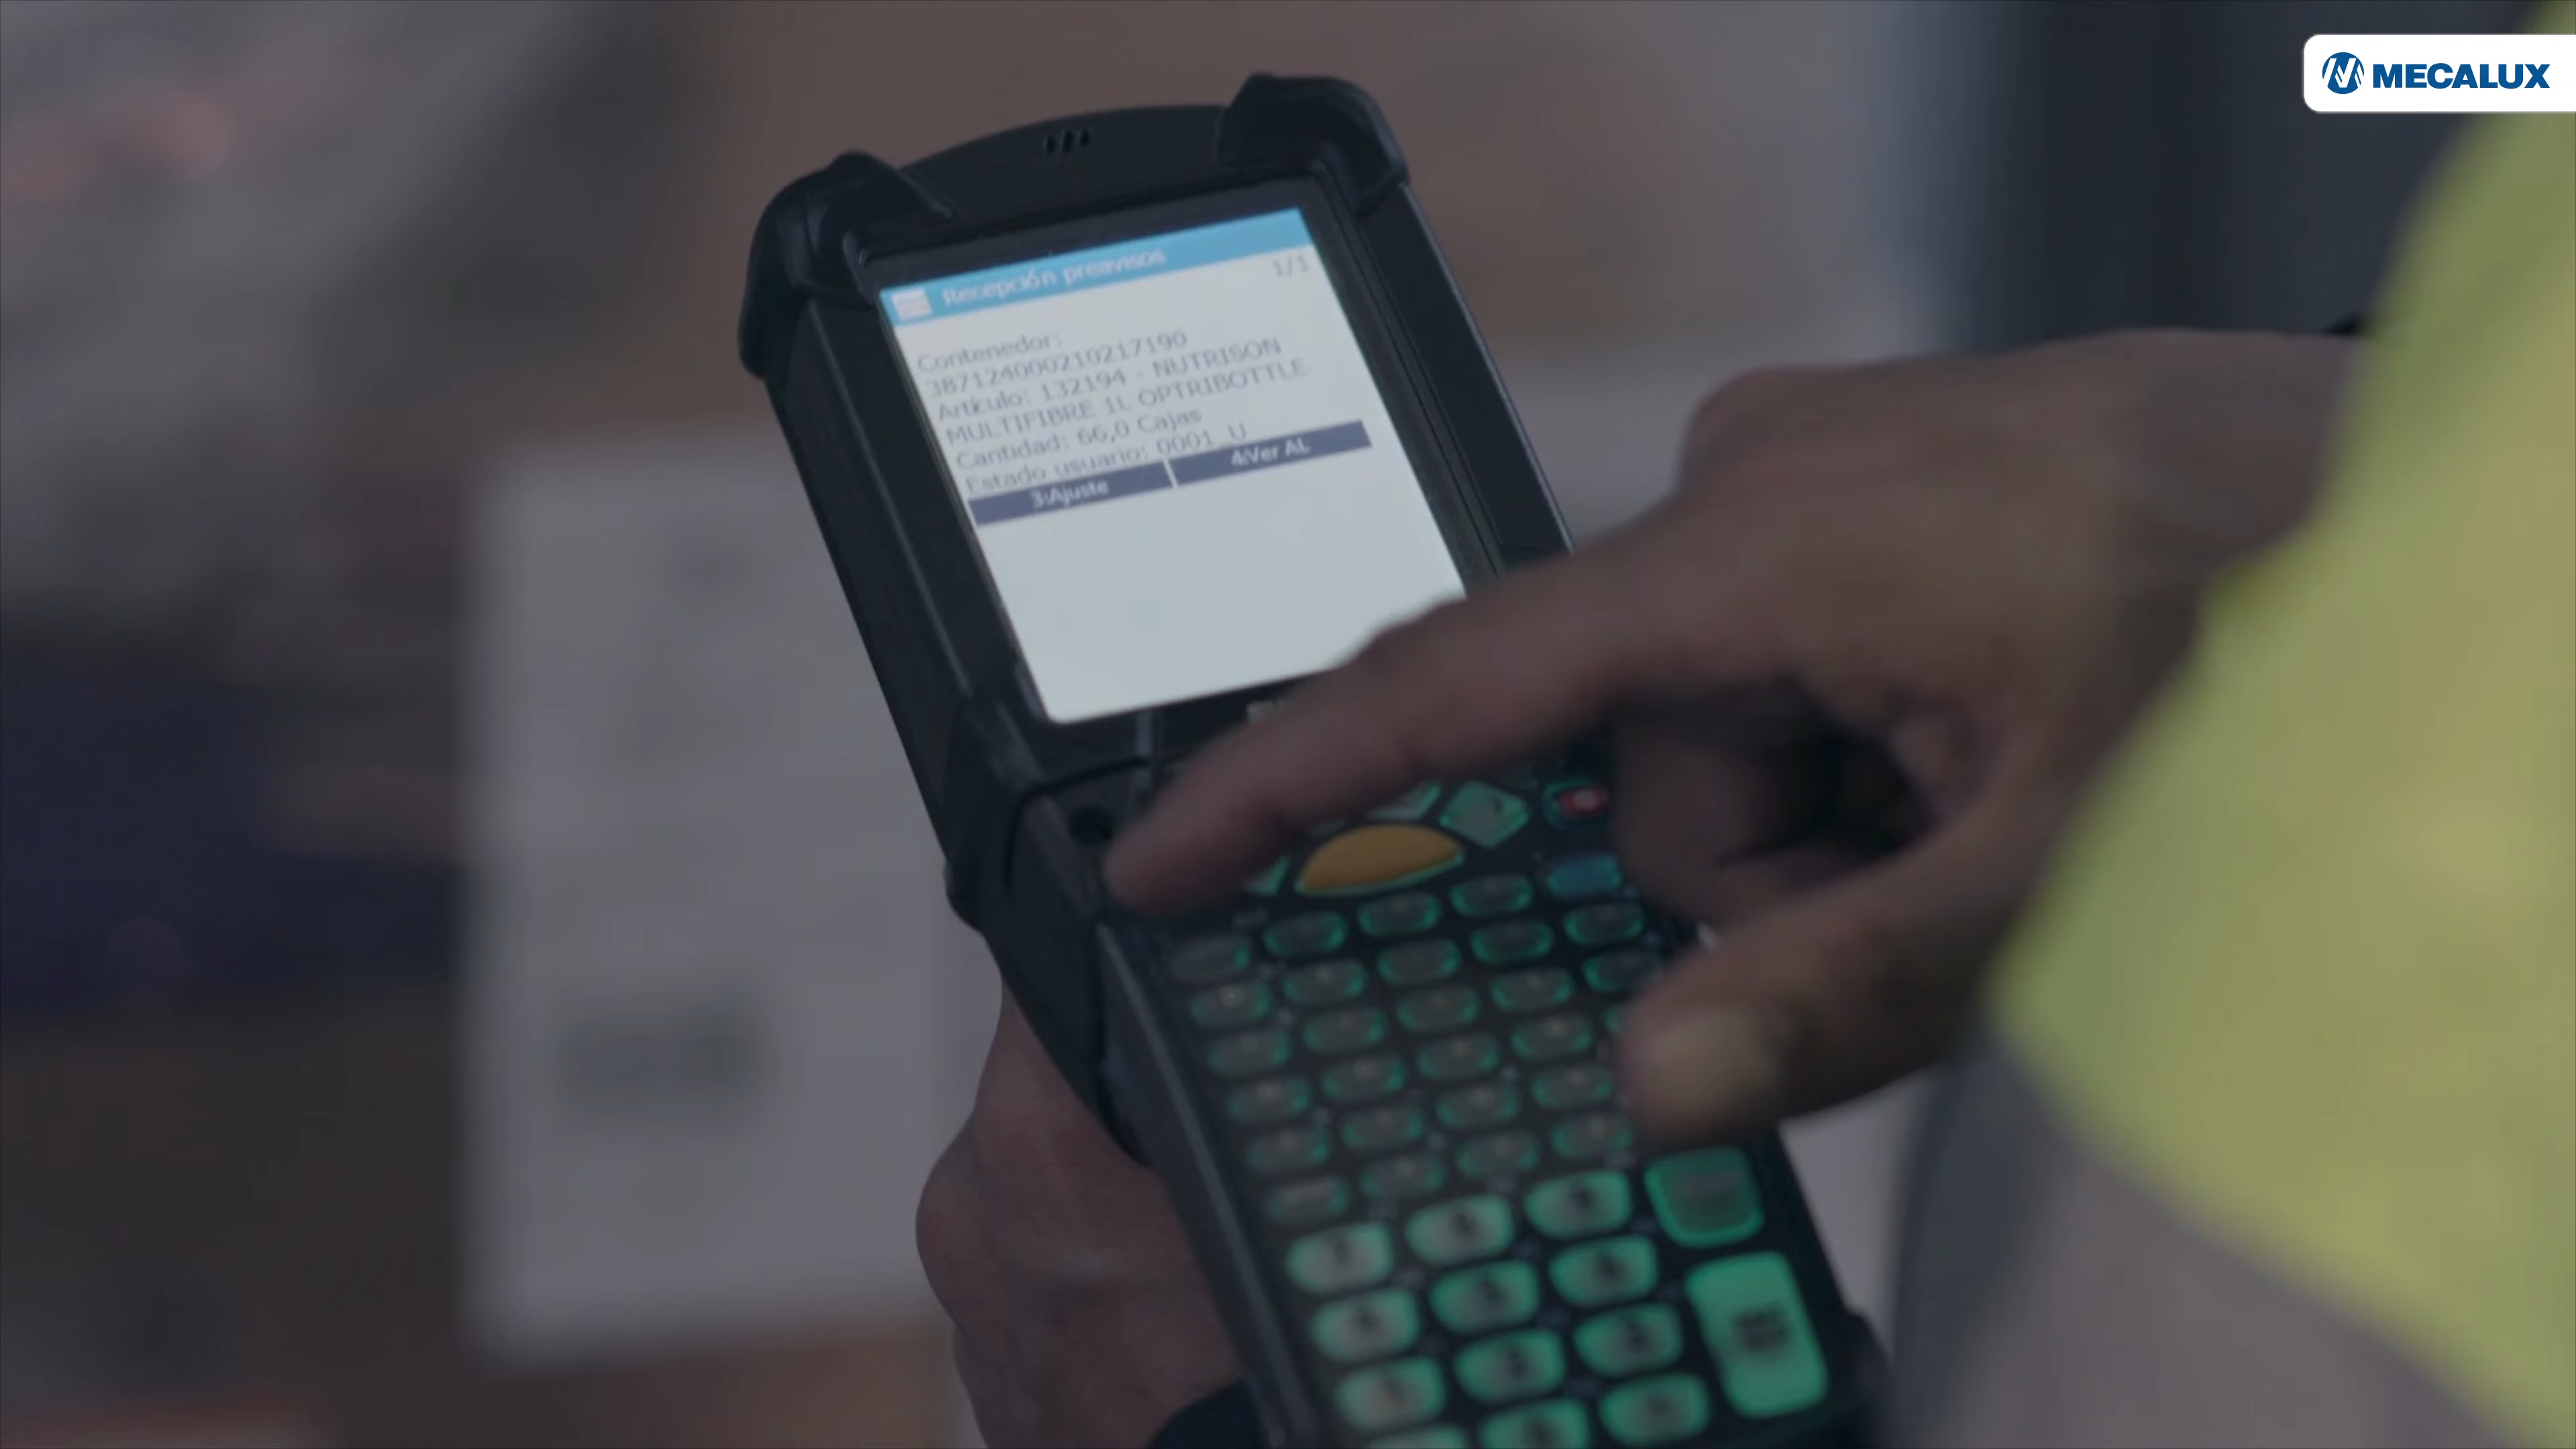 MECALUX
Recepción preavisos
1/1
Contenedor:
387124000210217190
Artículo: 132194 - NUTRISON
MULTIFIBRE 1L OPTRIBOTTLE
Cantidad: 66,0 Cajas
Estado usuario: 0001_U
3:Ajuste
4:Ver AL